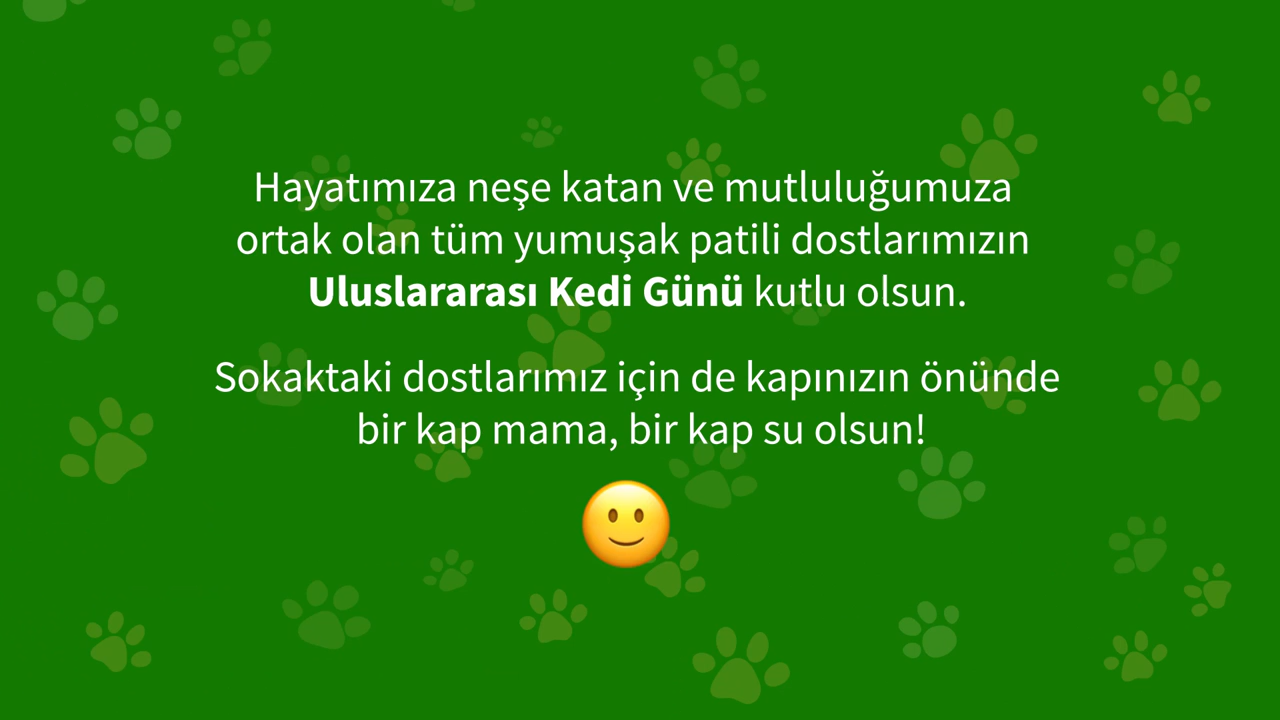 Hayatımıza neşe katan ve mutluluğumuza
ortak olan tüm yumuşak patili dostlarımızın
Uluslararası Kedi Günü kutlu olsun.
Sokaktaki dostlarımız için de kapınızın önünde
bir kap mama, bir kap su olsun!